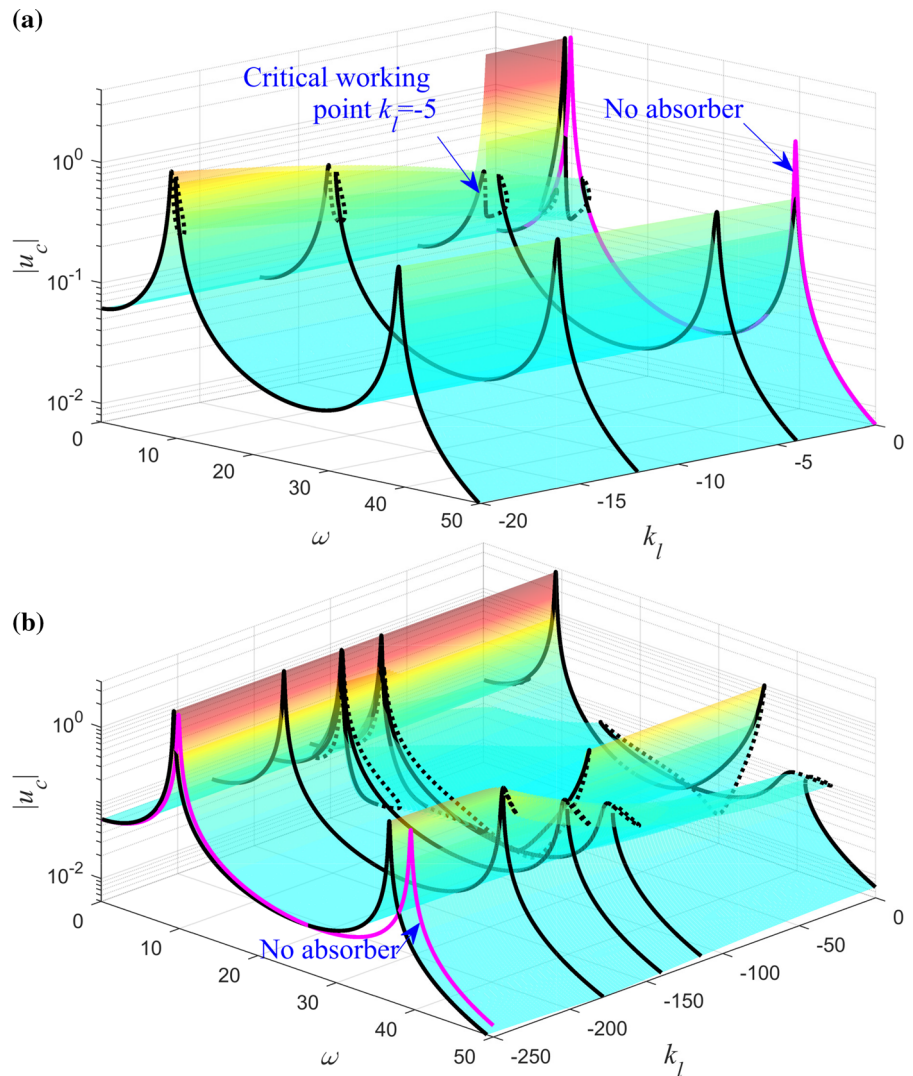 (a)
Critical working
point k_l=-5
No absorber
|u_c|
10^0
10^-1
10^-2
0
10
20
30
40
50
ω
-20
-15
-10
-5
0
k_l
(b)
|u_c|
10^0
10^-2
No absorber
0
10
20
30
40
50
ω
-250
-200
-150
-100
-50
0
k_l